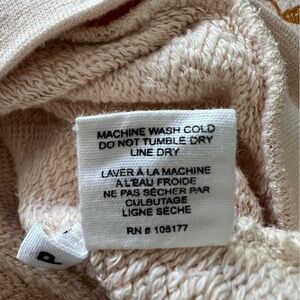 MACHINE WASH COLD
DO NOT TUMBLE DRY
LINE DRY
LAVER À LA MACHINE
A L'EAU FROIDE
NE PAS SÉCHER PAR
CULBUTAGE
LIGNE SÈCHE
RN # 106177
P